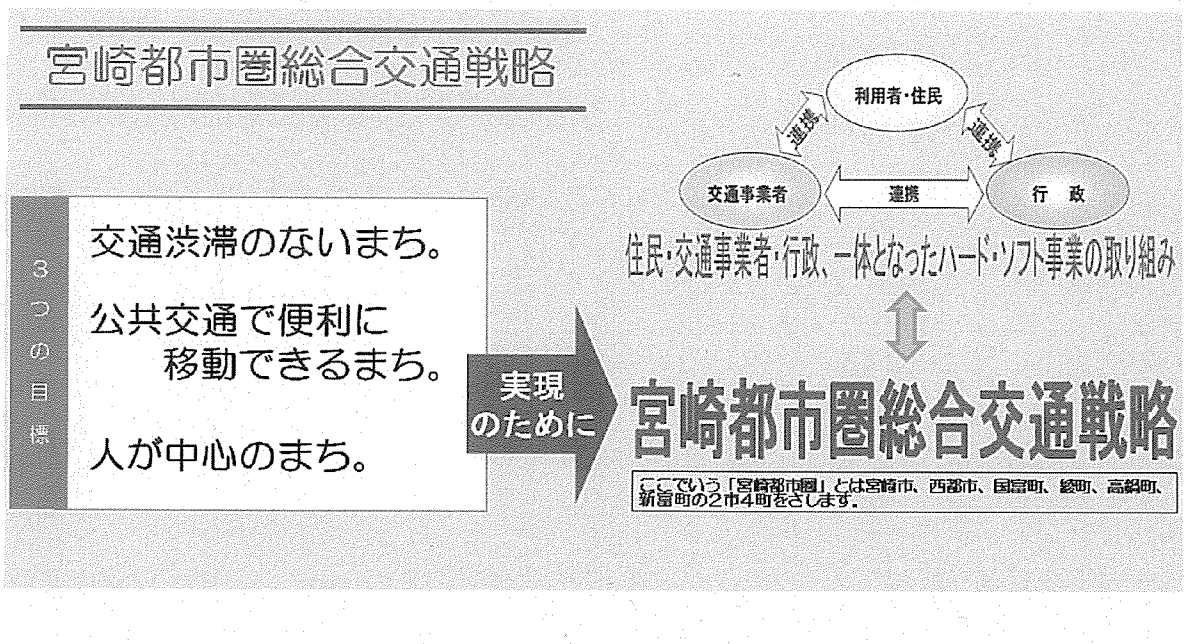 宮崎都市圏総合交通戦略
3つの目標
交通渋滞のないまち。
公共交通で便利に
移動できるまち。
人が中心のまち。
実現
のために
利用者・住民
連携
連携
交通事業者
連携
行 政
住民・交通事業者・行政、一体となったハード・ソフト事業の取り組み
宮崎都市圏総合交通戦略
ここでいう「宮崎都市圏」とは宮崎市、西都市、国富町、綾町、高鍋町、
新富町の2市4町をさします。